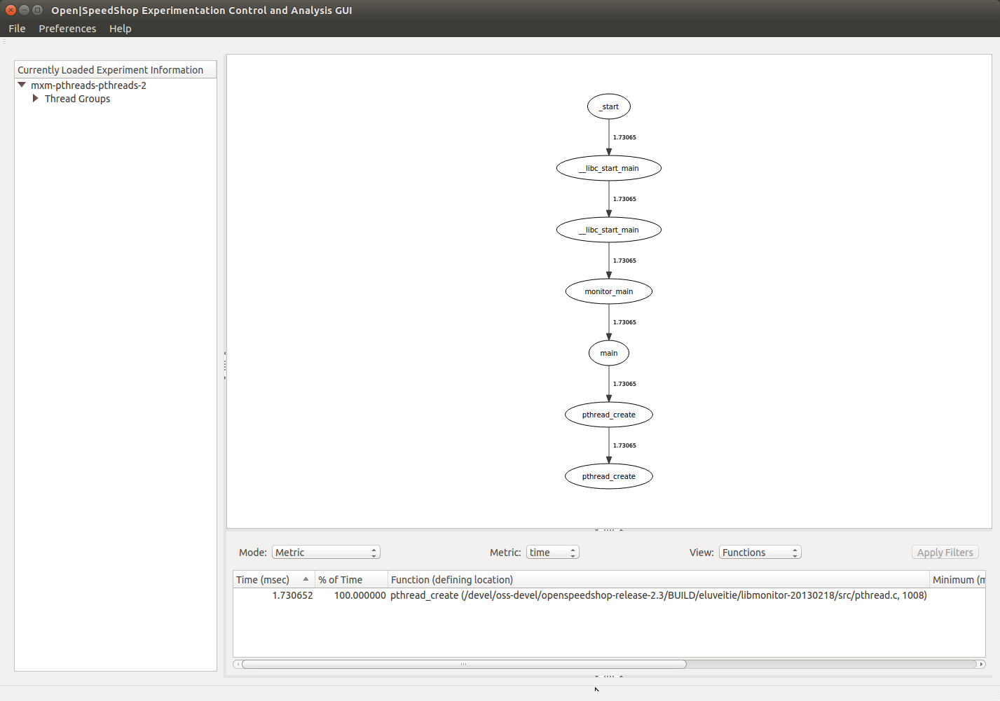 Open|SpeedShop Experimentation Control and Analysis GUI
File Preferences Help
Currently Loaded Experiment Information
mxm-pthreads-pthreads-2
Thread Groups
_start
1.73065
__libc_start_main
1.73065
__libc_start_main
1.73065
monitor_main
1.73065
main
1.73065
pthread_create
1.73065
pthread_create
Mode: Metric Metric: time View: Functions Apply Filters
Time (msec) % of Time Function (defining location) Minimum (m
1.730652 100.000000 pthread_create (/devel/oss-devel/openspeedshop-release-2.3/BUILD/eluveitie/libmonitor-20130218/src/pthread.c, 1008)